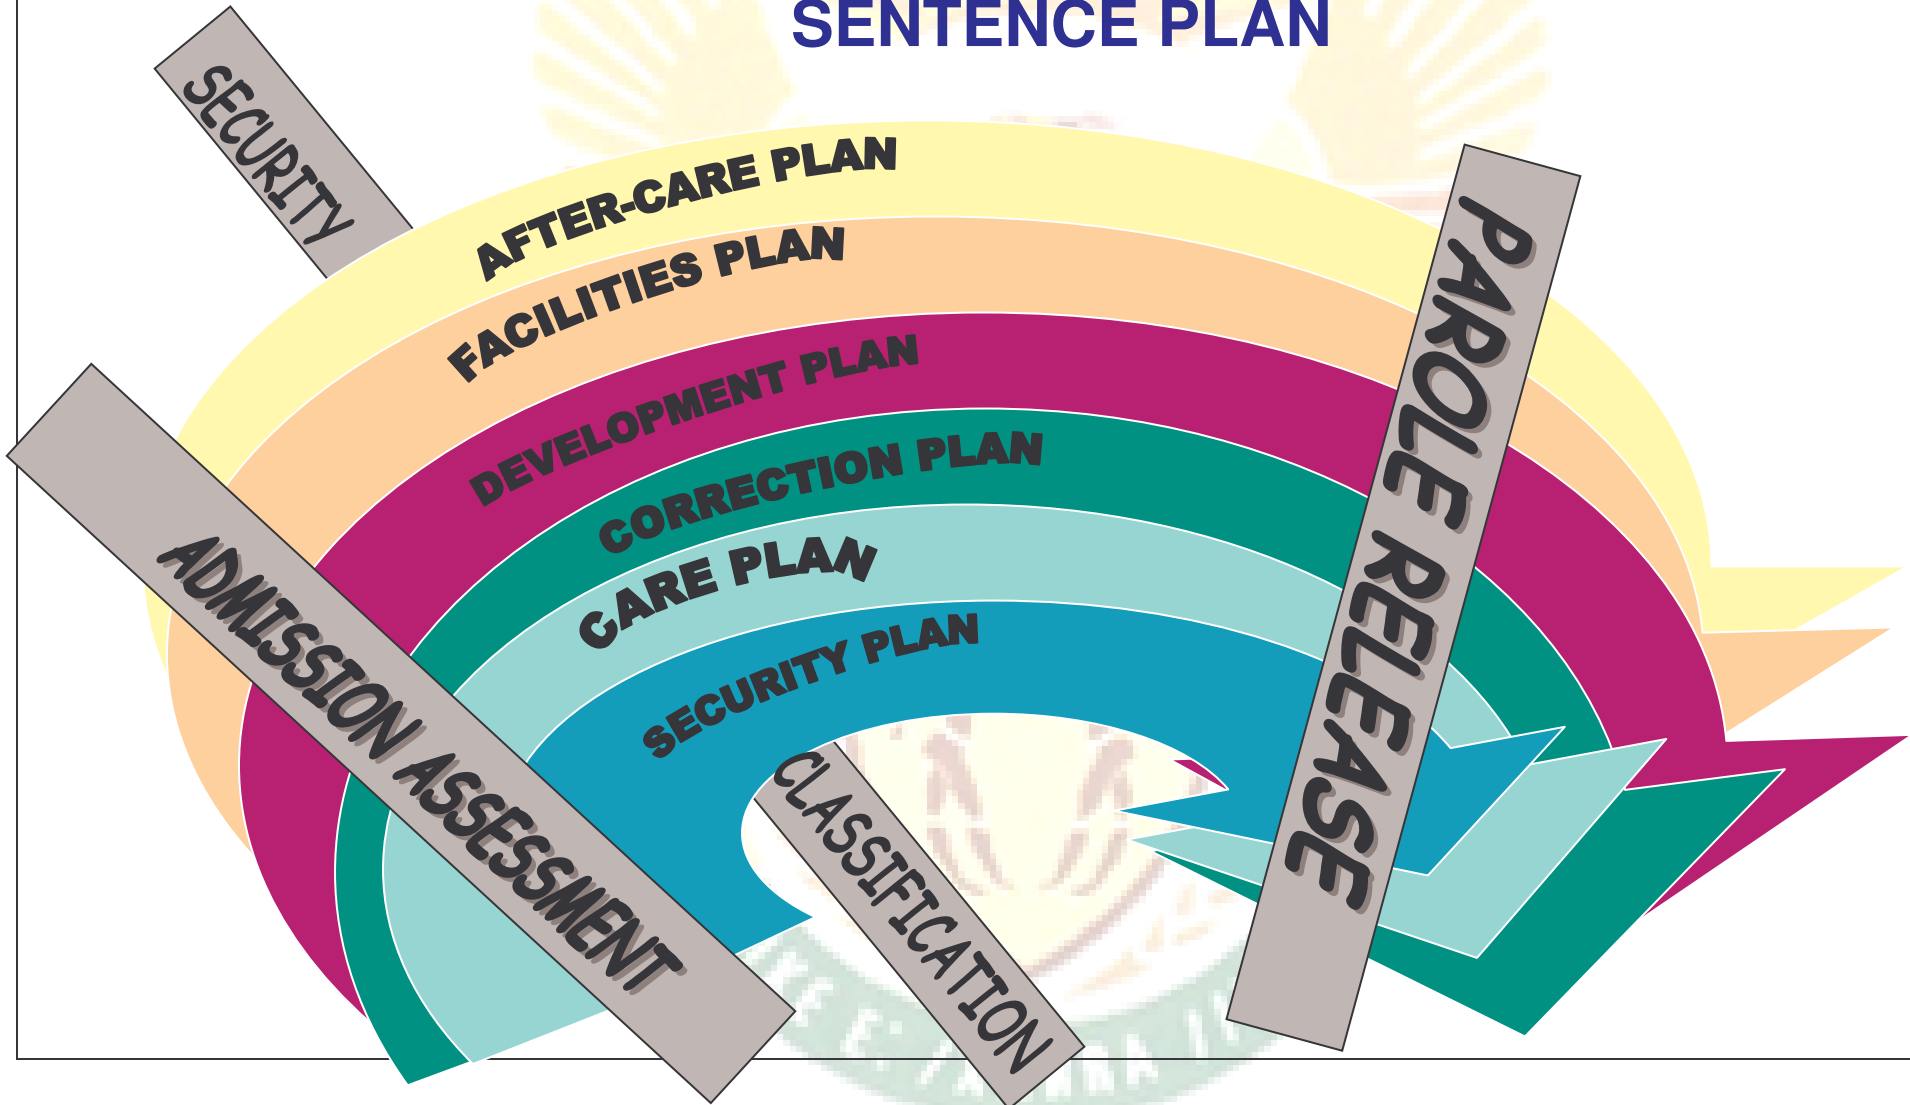 SENTENCE PLAN
SECURITY
AFTER-CARE PLAN
FACILITIES PLAN
DEVELOPMENT PLAN
CORRECTION PLAN
CARE PLAN
SECURITY PLAN
ADMISSION ASSESSMENT
CLASSIFICATION
PAROLE RELEASE